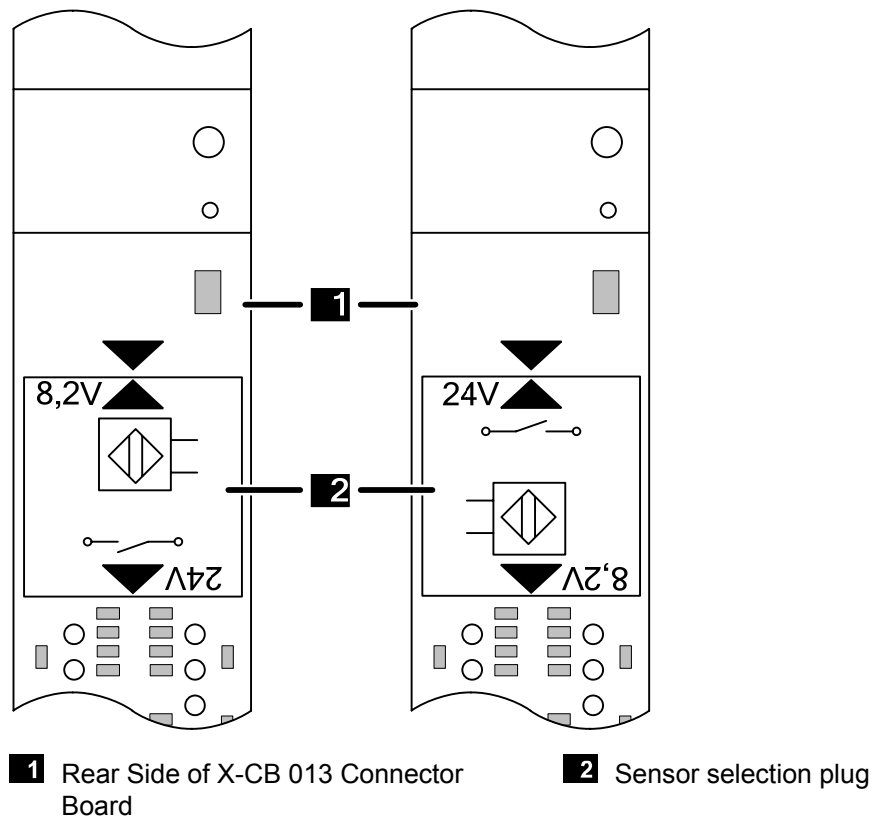 8,2V
24V
1
2
24V
8,2V
1 Rear Side of X-CB 013 Connector
Board
2 Sensor selection plug